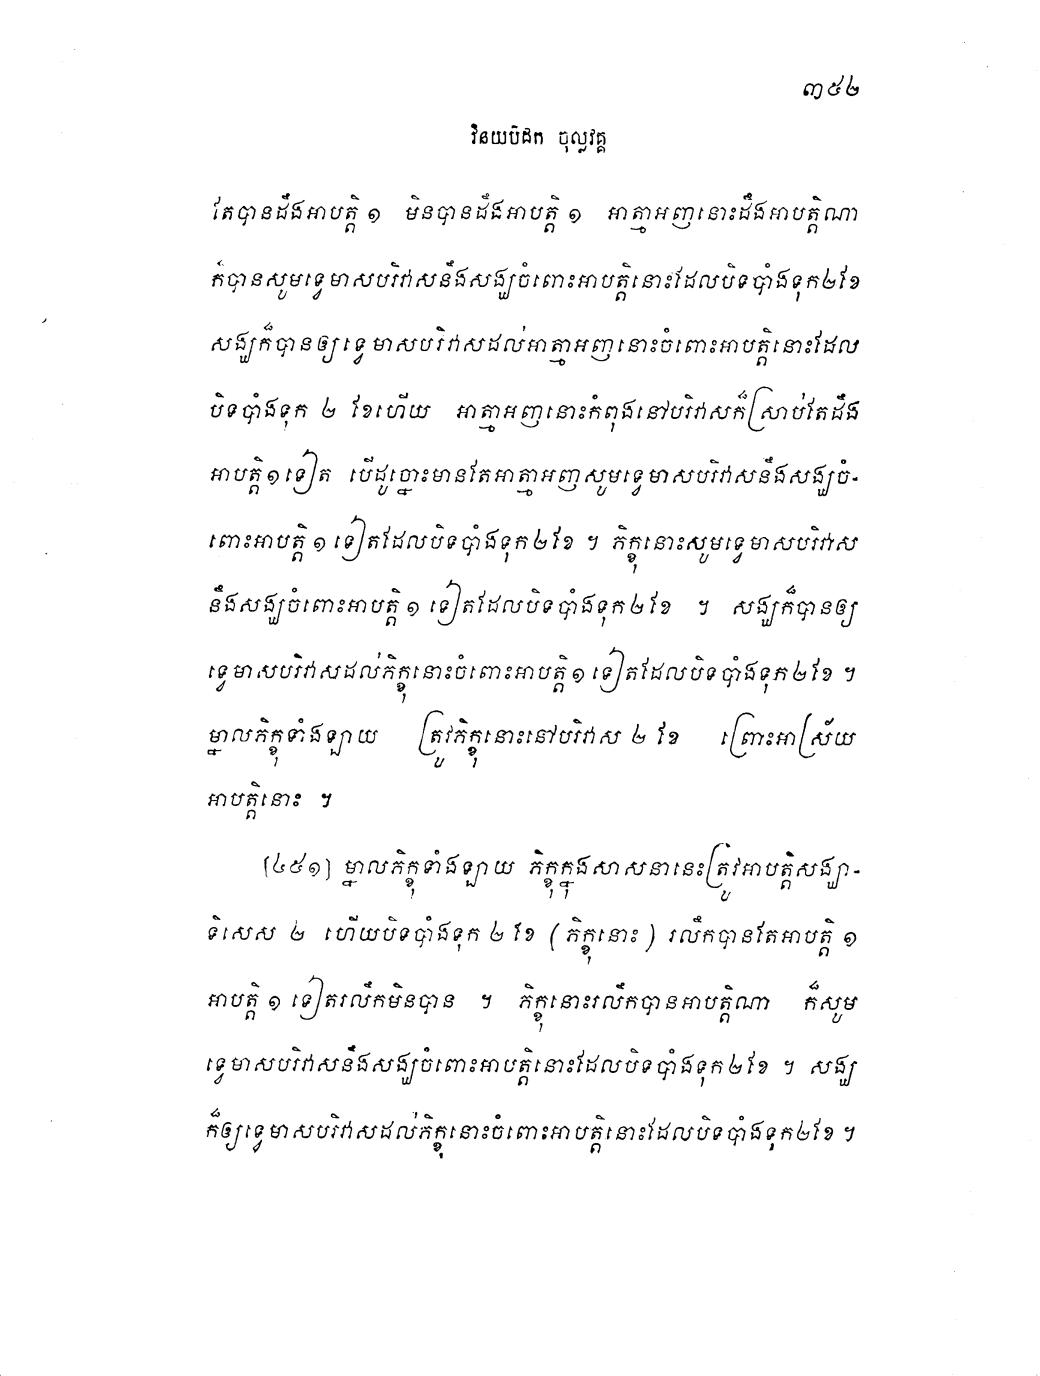 ៣៥២
វិនយបិដក ចុល្លវគ្គ
តែបានដឹងអាបត្តិ ១ មិនបានដឹងអាបត្តិ ១ អាត្មាអញនោះដឹងអាបត្តិណា
ក៏បានសូមទ្វេមាសបរិវាសនឹងសង្ឃចំពោះអាបត្តិនោះដែលបិទបាំងទុក២ខែ
សង្ឃក៏បានឲ្យទ្វេមាសបរិវាសដល់អាត្មាអញនោះចំពោះអាបត្តិនោះដែល
បិទបាំងទុក ២ ខែហើយ អាត្មាអញនោះកំពុងនៅបរិវាសក៏ស្រាប់តែដឹង
អាបត្តិ១ទៀត បើដូច្នោះមានតែអាត្មាអញសូមទ្វេមាសបរិវាសនឹងសង្ឃចំ-
ពោះអាបត្តិ ១ ទៀតដែលបិទបាំងទុក២ខែ ។ ភិក្ខុនោះសូមទ្វេមាសបរិវាស
នឹងសង្ឃចំពោះអាបត្តិ ១ ទៀតដែលបិទបាំងទុក២ខែ ។ សង្ឃក៏បានឲ្យ
ទ្វេមាសបរិវាសដល់ភិក្ខុនោះចំពោះអាបត្តិ ១ ទៀតដែលបិទបាំងទុក២ខែ ។
ម្នាលភិក្ខុទាំងឡាយ ត្រូវភិក្ខុនោះនៅបរិវាស ២ ខែ ព្រោះអាស្រ័យ
អាបត្តិនោះ ។
[៤៥១] ម្នាលភិក្ខុទាំងឡាយ ភិក្ខុក្នុងសាសនានេះត្រូវអាបត្តិសង្ឃា-
ទិសេស ២ ហើយបិទបាំងទុក ២ ខែ (ភិក្ខុនោះ) រលឹកបានតែអាបត្តិ ១
អាបត្តិ ១ ទៀតរលឹកមិនបាន ។ ភិក្ខុនោះរលឹកបានអាបត្តិណា ក៏សូម
ទ្វេមាសបរិវាសនឹងសង្ឃចំពោះអាបត្តិនោះដែលបិទបាំងទុក២ខែ ។ សង្ឃ
ក៏ឲ្យទ្វេមាសបរិវាសដល់ភិក្ខុនោះចំពោះអាបត្តិនោះដែលបិទបាំងទុក២ខែ ។